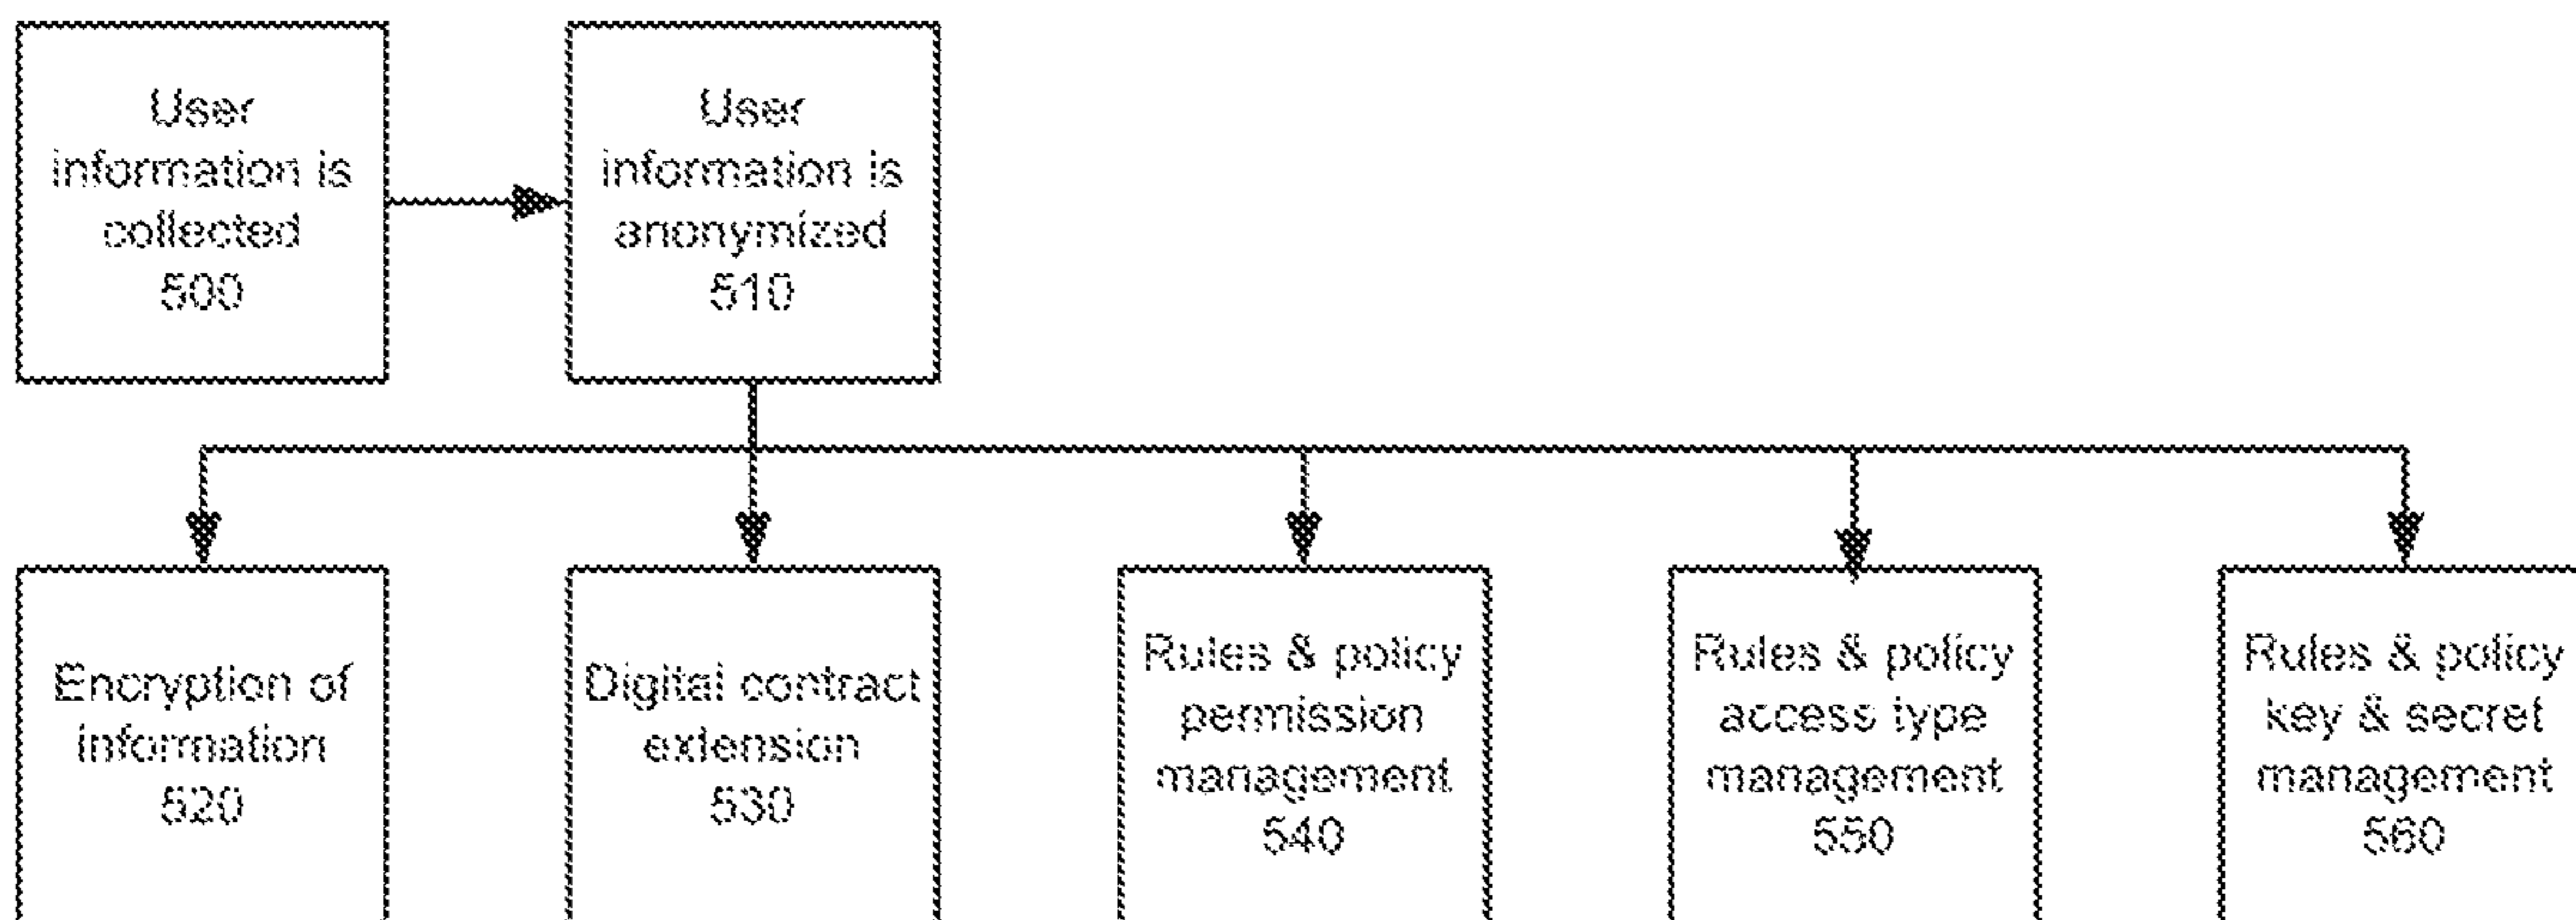 User
information is
collected
500
User
information is
anonymized
510
Encryption of
information
520
Digital contract
extension
530
Rules & policy
permission
management
540
Rules & policy
access type
management
550
Rules & policy
key & secret
management
560